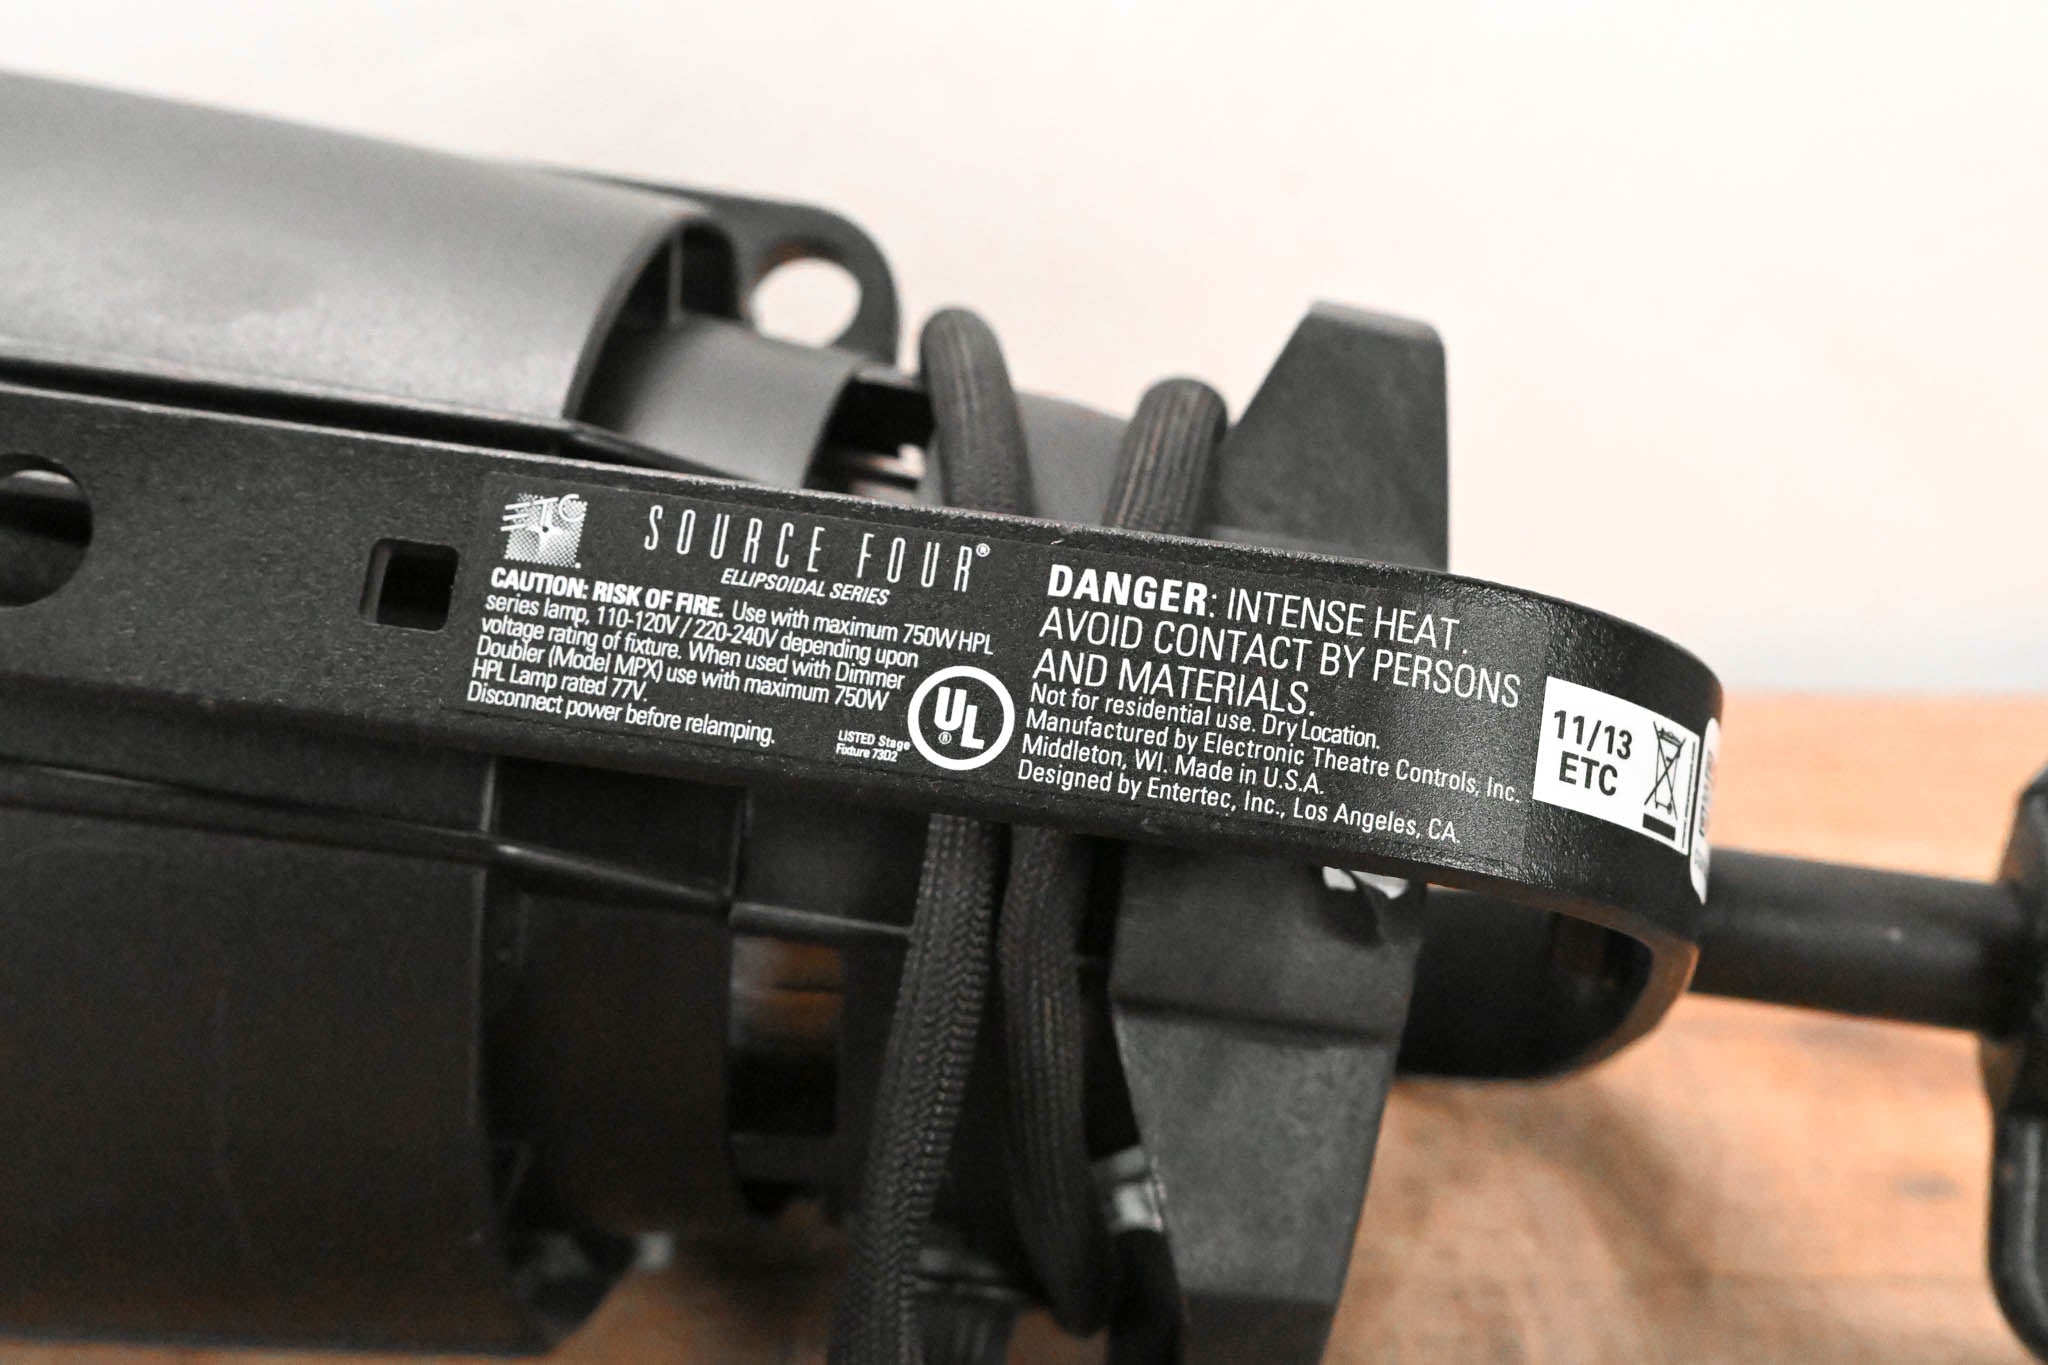 ETC
SOURCE FOUR®
ELLIPSOIDAL SERIES
CAUTION: RISK OF FIRE. Use with maximum 750W HPL
series lamp, 110-120V / 220-240V depending upon
voltage rating of fixture. When used with Dimmer
Doubler (Model MPX) use with maximum 750W
HPL Lamp rated 77V.
Disconnect power before relamping.
LISTED Stage
Fixture 73D2
UL
®
DANGER: INTENSE HEAT.
AVOID CONTACT BY PERSONS
AND MATERIALS.
Not for residential use. Dry Location.
Manufactured by Electronic Theatre Controls, Inc.
Middleton, WI. Made in U.S.A.
Designed by Entertec, Inc., Los Angeles, CA.
11/13
ETC